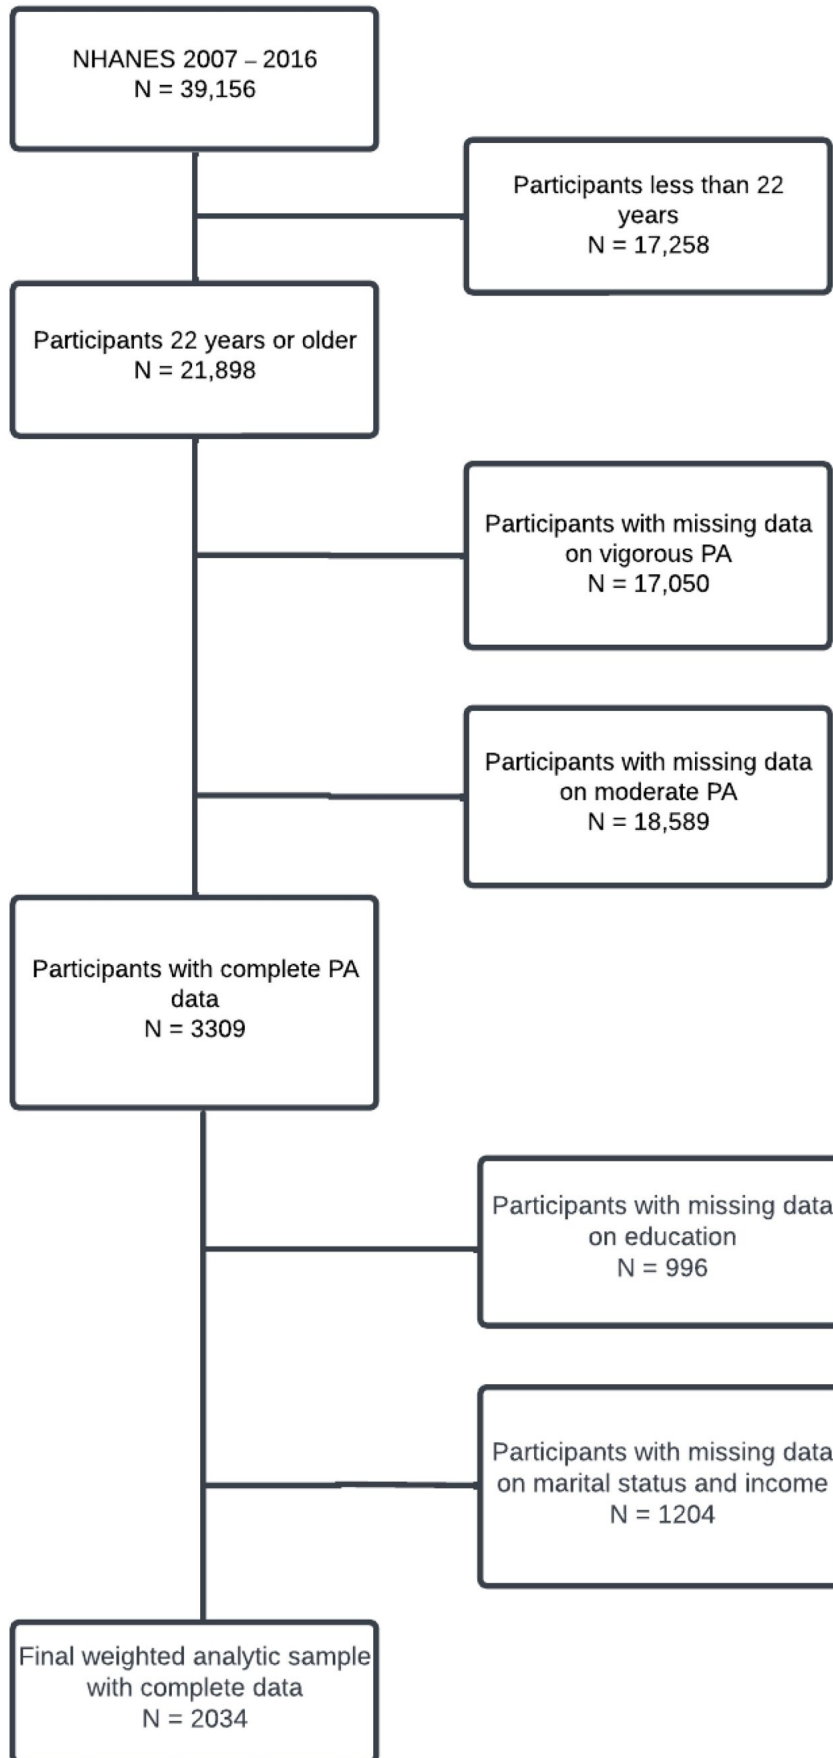 NHANES 2007 – 2016
N = 39,156
Participants less than 22
years
N = 17,258
Participants 22 years or older
N = 21,898
Participants with missing data
on vigorous PA
N = 17,050
Participants with missing data
on moderate PA
N = 18,589
Participants with complete PA
data
N = 3309
Participants with missing data
on education
N = 996
Participants with missing data
on marital status and income
N = 1204
Final weighted analytic sample
with complete data
N = 2034